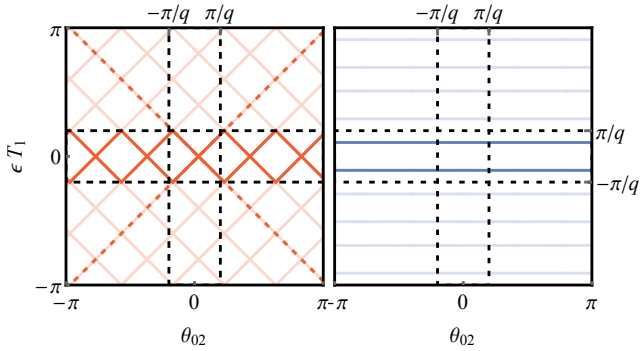 −π/q π/q −π/q π/q
π
ϵ T₁ 0
−π
π/q
−π/q
−π 0 π -π 0 π
θ₀₂ θ₀₂